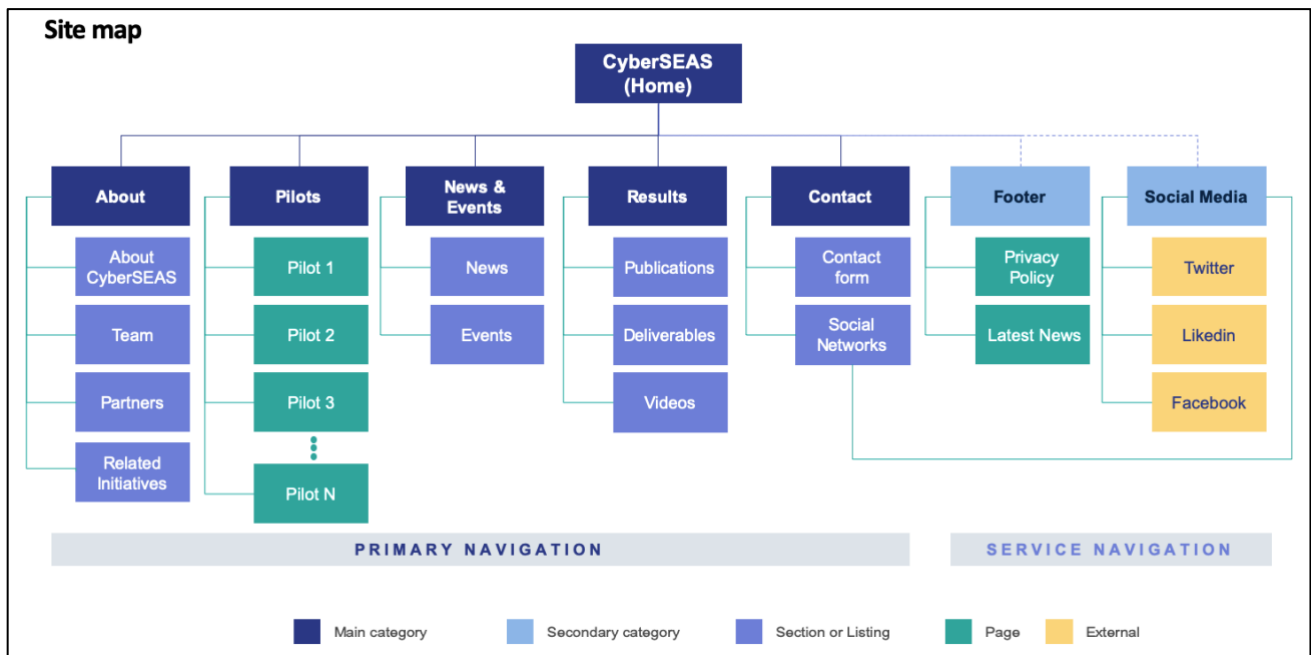 Site map
CyberSEAS
(Home)
About
Pilots
News &
Events
Results
Contact
Footer
Social Media
About
CyberSEAS
Team
Partners
Related
Initiatives
Pilot 1
Pilot 2
Pilot 3
Pilot N
News
Events
Publications
Deliverables
Videos
Contact
form
Social
Networks
Privacy
Policy
Latest News
Twitter
Likedin
Facebook
PRIMARY NAVIGATION
SERVICE NAVIGATION
Main category
Secondary category
Section or Listing
Page
External